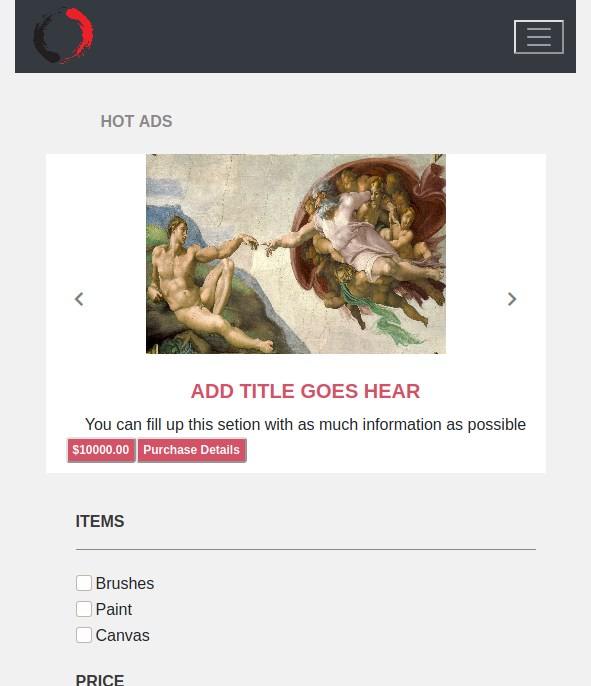 HOT ADS
ADD TITLE GOES HEAR
You can fill up this setion with as much information as possible
$10000.00 Purchase Details
ITEMS
Brushes
Paint
Canvas
PRICE